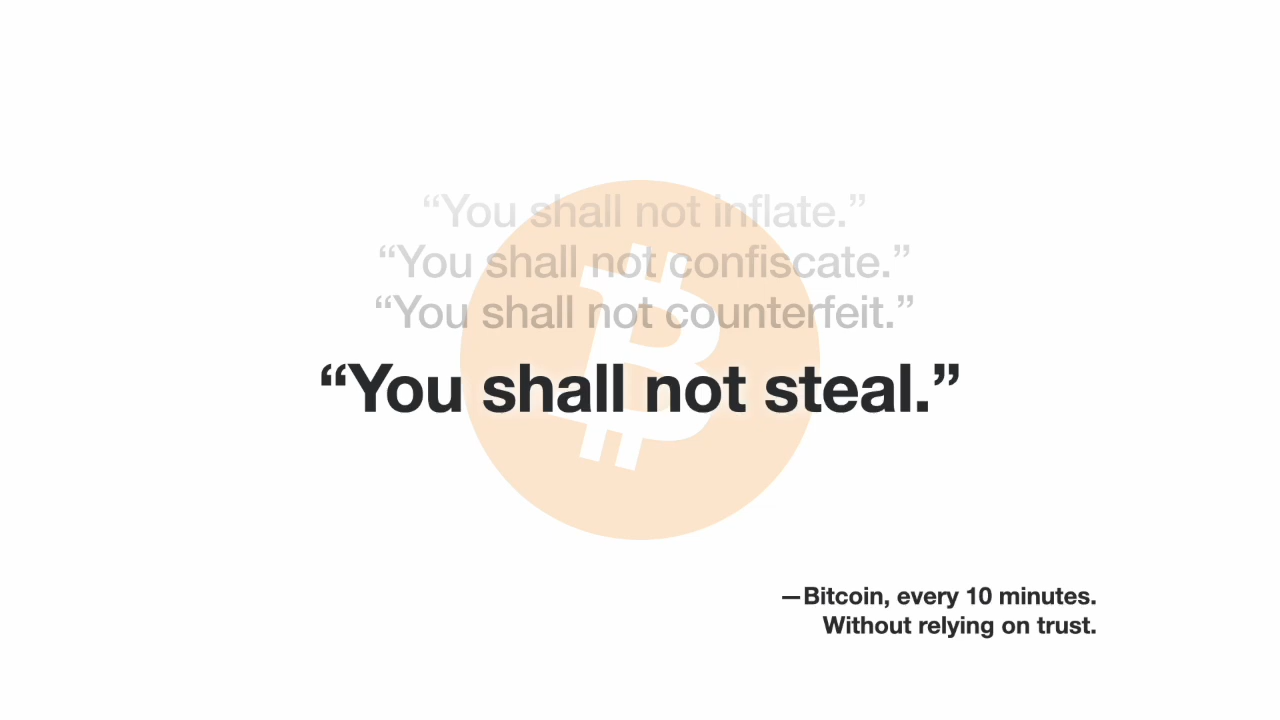 “You shall not inflate.”
“You shall not confiscate.”
“You shall not counterfeit.”
“You shall not steal.”
—Bitcoin, every 10 minutes.
Without relying on trust.